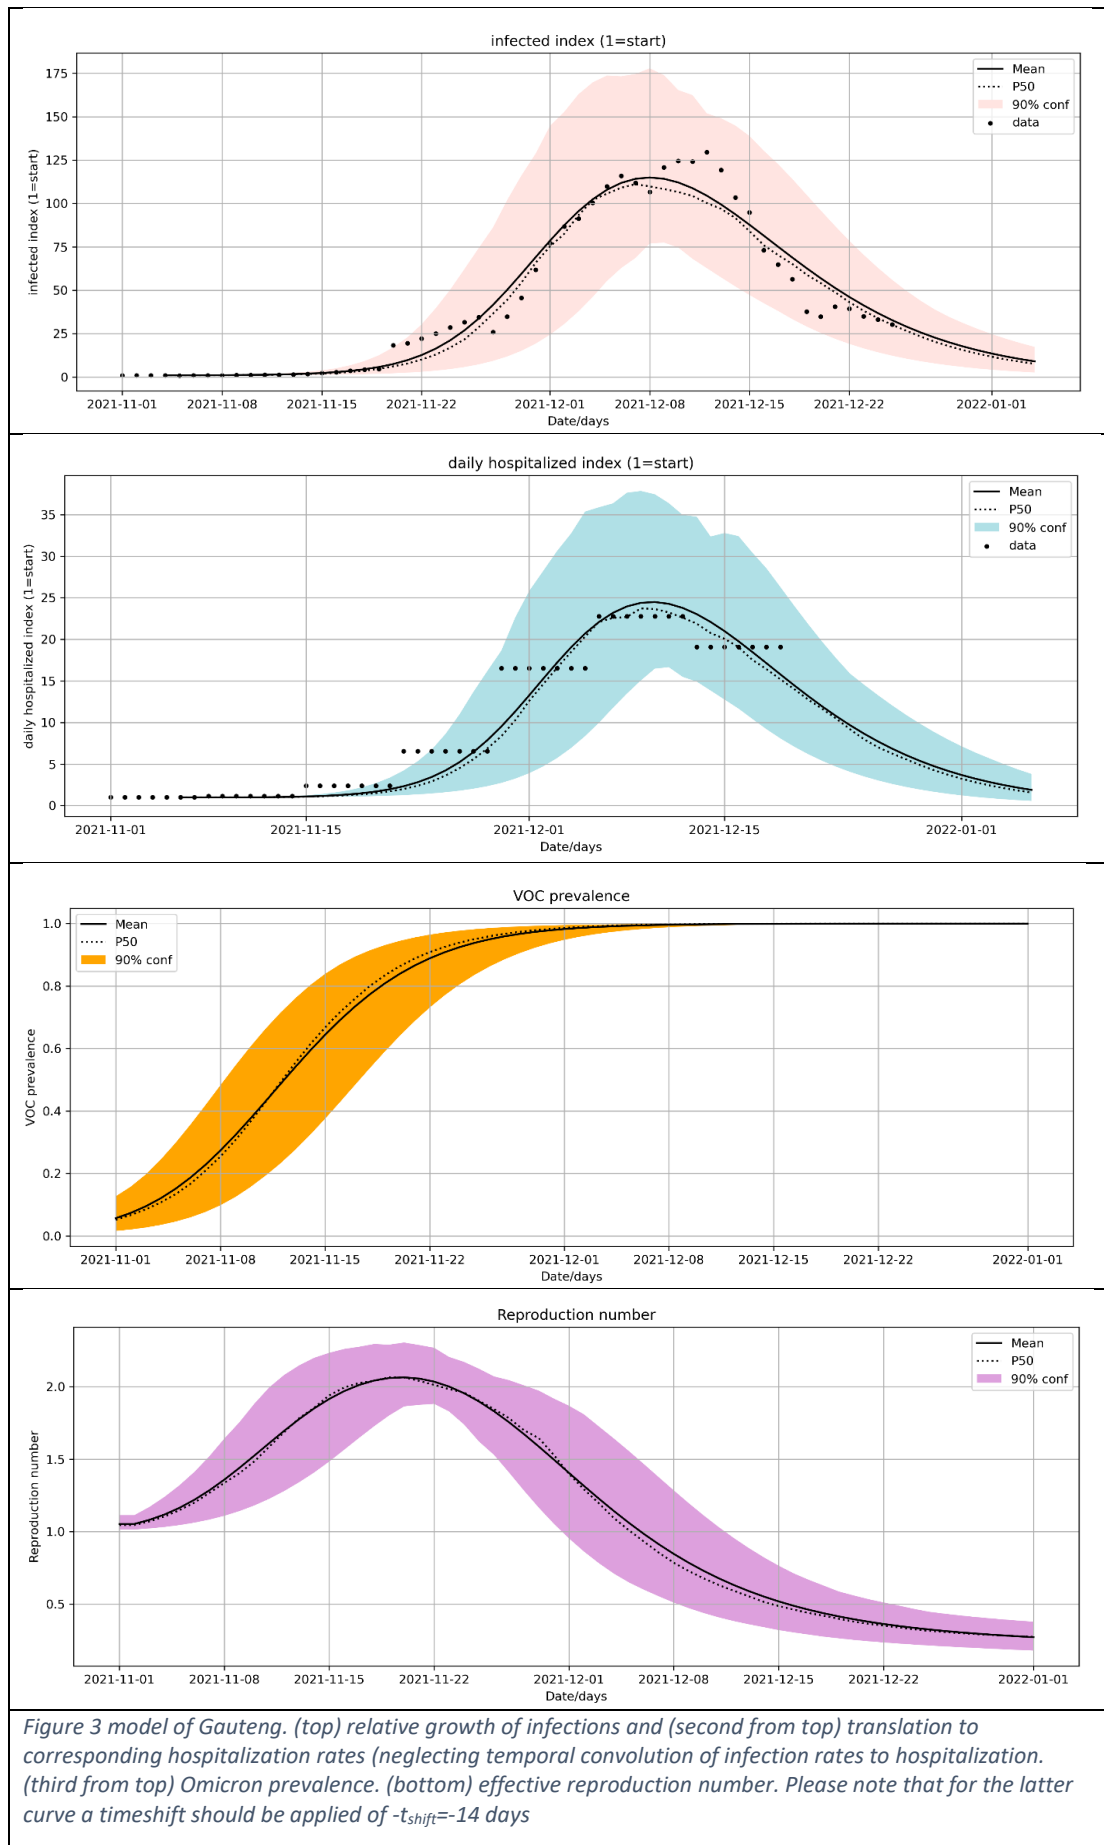 infected index (1=start)
Mean
P50
90% conf
data
infected index (1=start)
175
150
125
100
75
50
25
0
2021-11-01 2021-11-08 2021-11-15 2021-11-22 2021-12-01 2021-12-08 2021-12-15 2021-12-22 2022-01-01
Date/days
daily hospitalized index (1=start)
Mean
P50
90% conf
data
daily hospitalized index (1=start)
35
30
25
20
15
10
5
0
2021-11-01 2021-11-15 2021-12-01 2021-12-15 2022-01-01
Date/days
VOC prevalence
Mean
P50
90% conf
VOC prevalence
1.0
0.8
0.6
0.4
0.2
0.0
2021-11-01 2021-11-08 2021-11-15 2021-11-22 2021-12-01 2021-12-08 2021-12-15 2021-12-22 2022-01-01
Date/days
Reproduction number
Mean
P50
90% conf
Reproduction number
2.0
1.5
1.0
0.5
2021-11-01 2021-11-08 2021-11-15 2021-11-22 2021-12-01 2021-12-08 2021-12-15 2021-12-22 2022-01-01
Date/days
Figure 3 model of Gauteng. (top) relative growth of infections and (second from top) translation to
corresponding hospitalization rates (neglecting temporal convolution of infection rates to hospitalization.
(third from top) Omicron prevalence. (bottom) effective reproduction number. Please note that for the latter
curve a timeshift should be applied of -tshift=-14 days